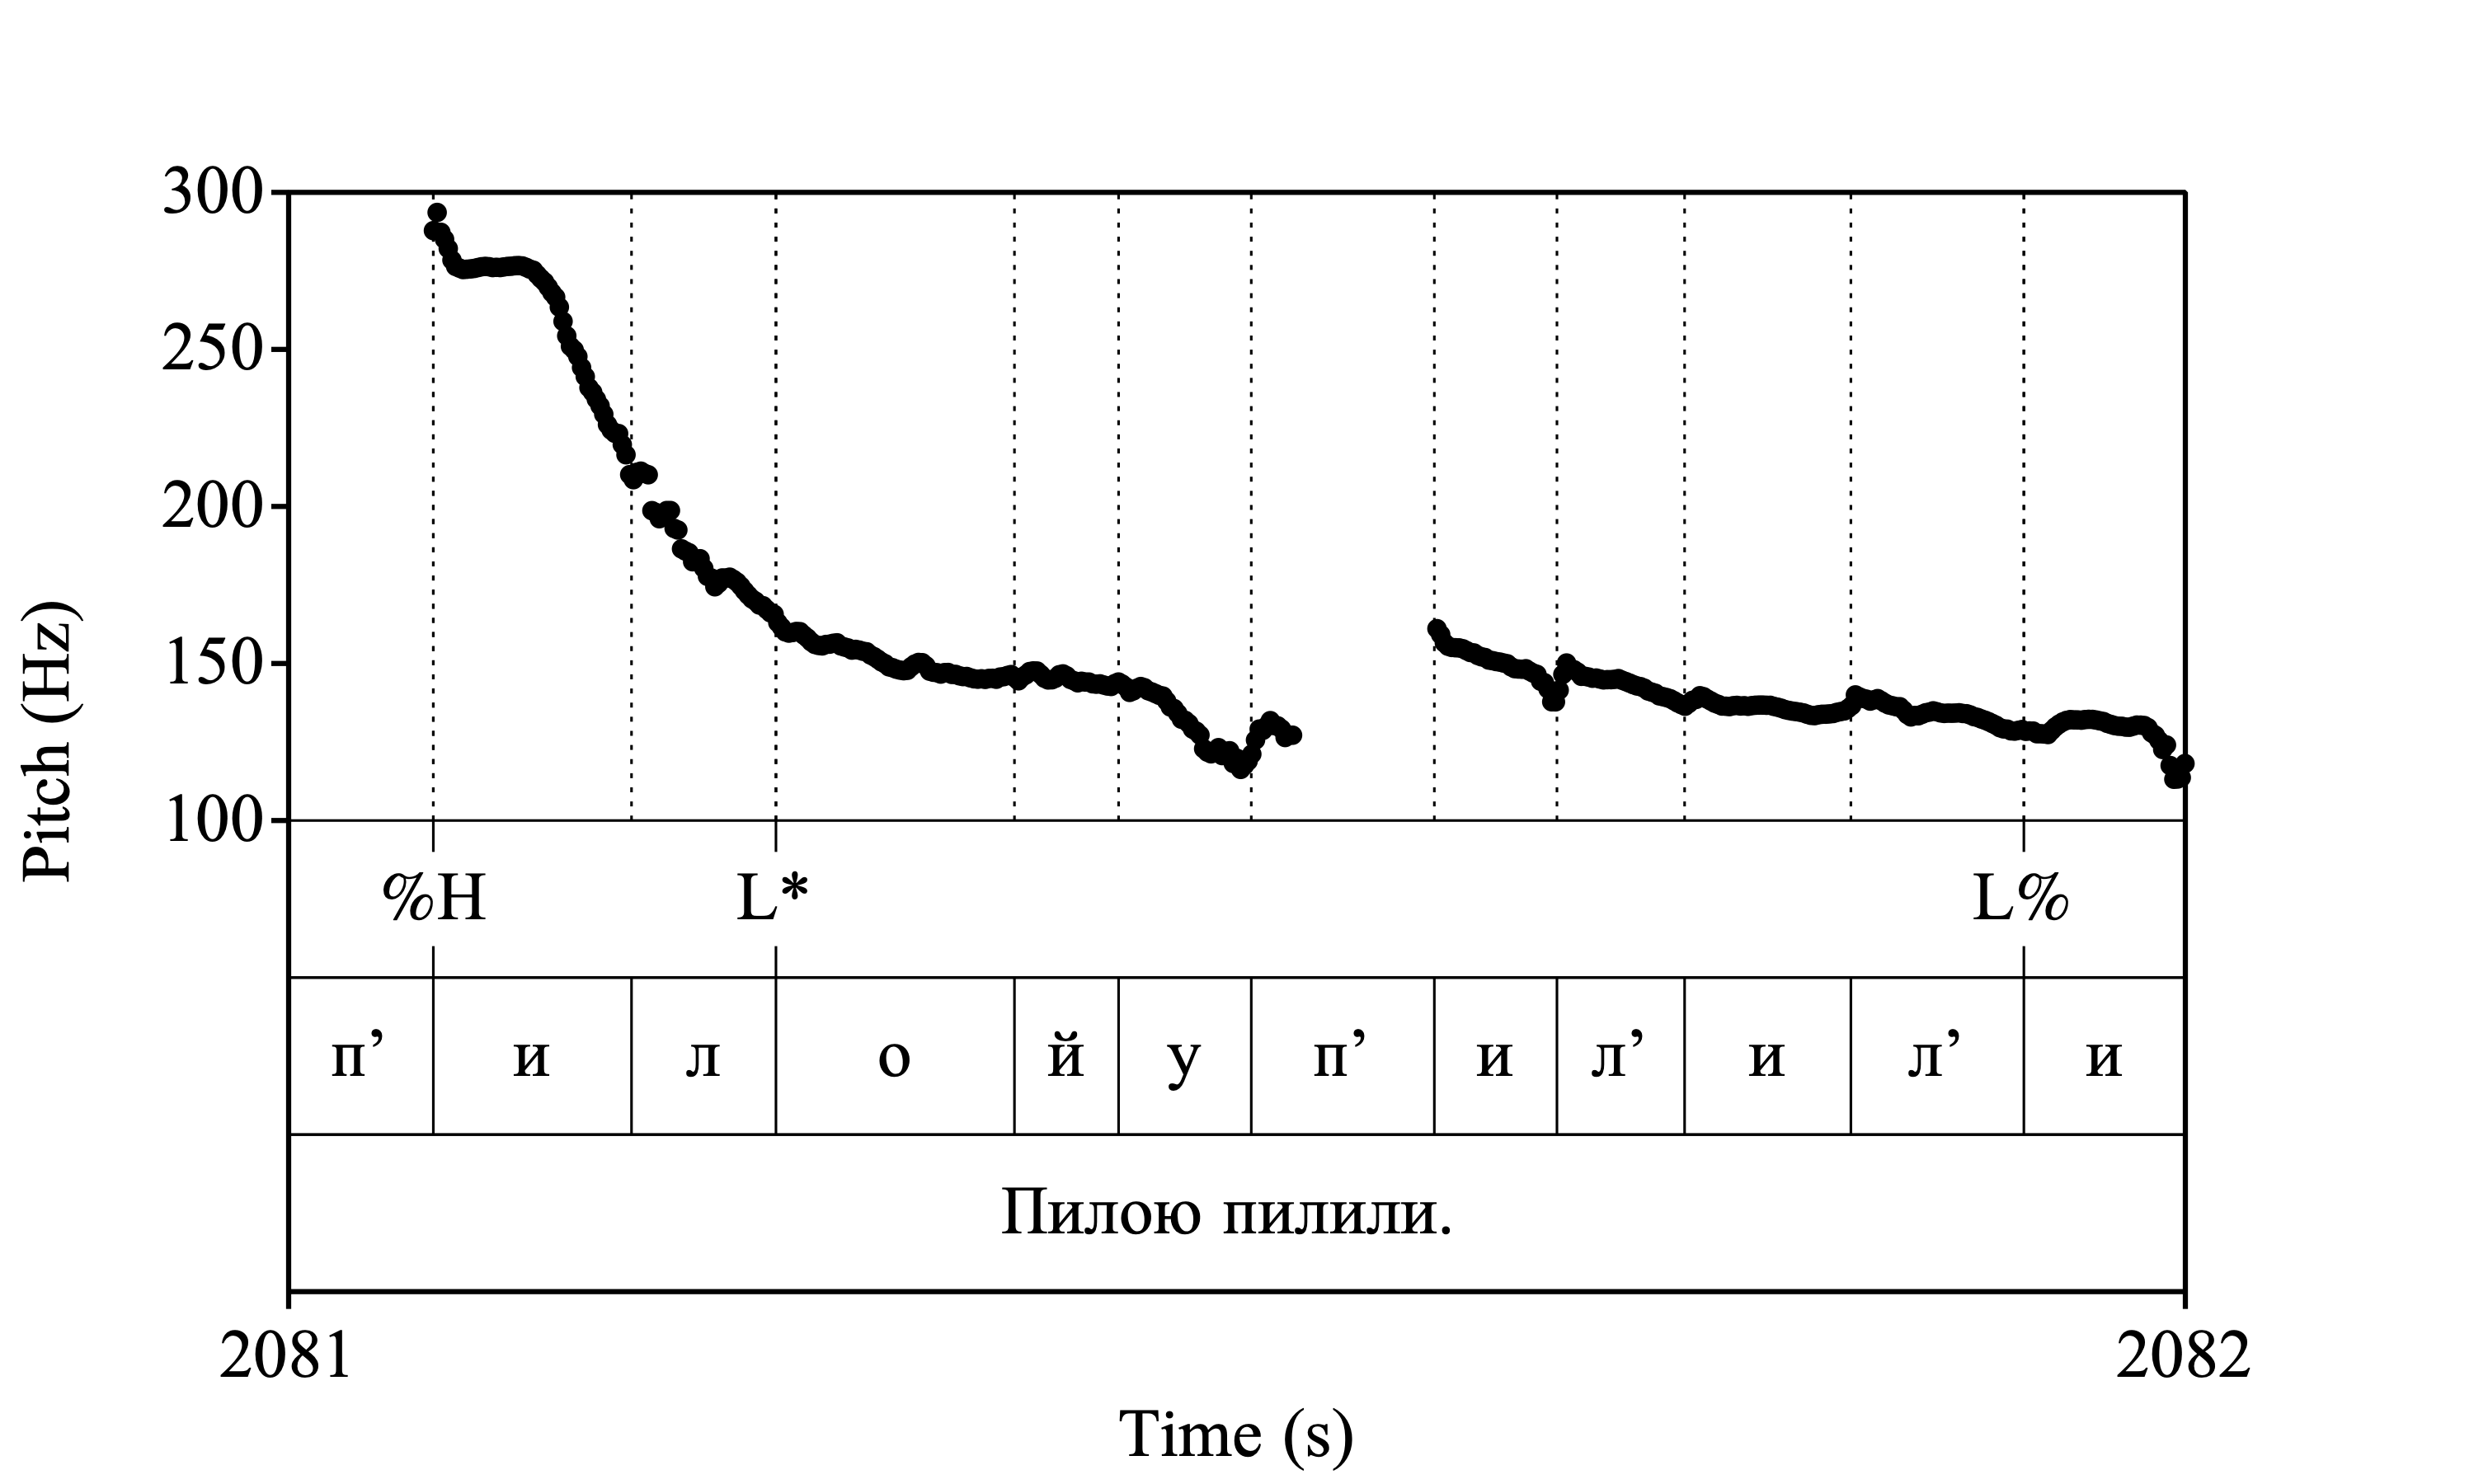 300
250
200
150
100
Pitch (Hz)
%H L* L%
п’ и л о й у п’ и л’ и л’ и
Пилою пилили.
2081 2082
Time (s)